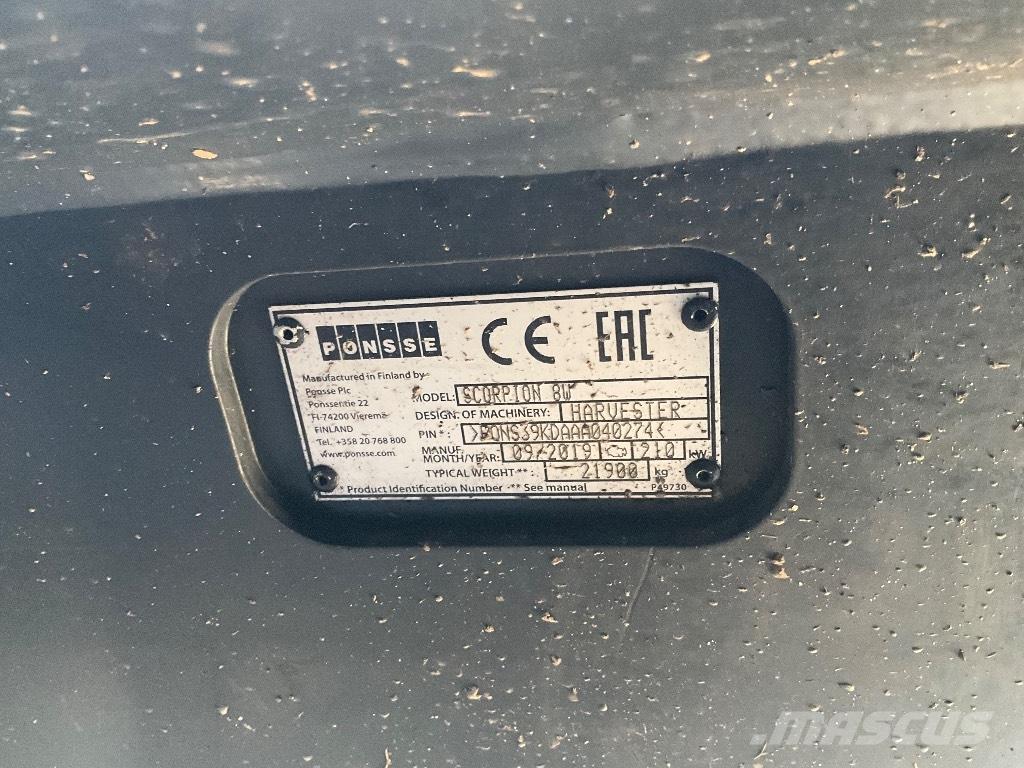 PONSSE CE EAC
Manufactured in Finland by
Ponsse Plc
Ponssentie 22
FI-74200 Vieremä
FINLAND
Tel. +358 20 768 800
www.ponsse.com
MODEL: SCORPION 8W
DESIGN. OF MACHINERY: HARVESTER
PIN*: >PONS39KDAAA040274<
MANUF. MONTH/YEAR: 09/2019 210 kW
TYPICAL WEIGHT**: 21900 kg
* Product Identification Number ** See manual P49730
mascus